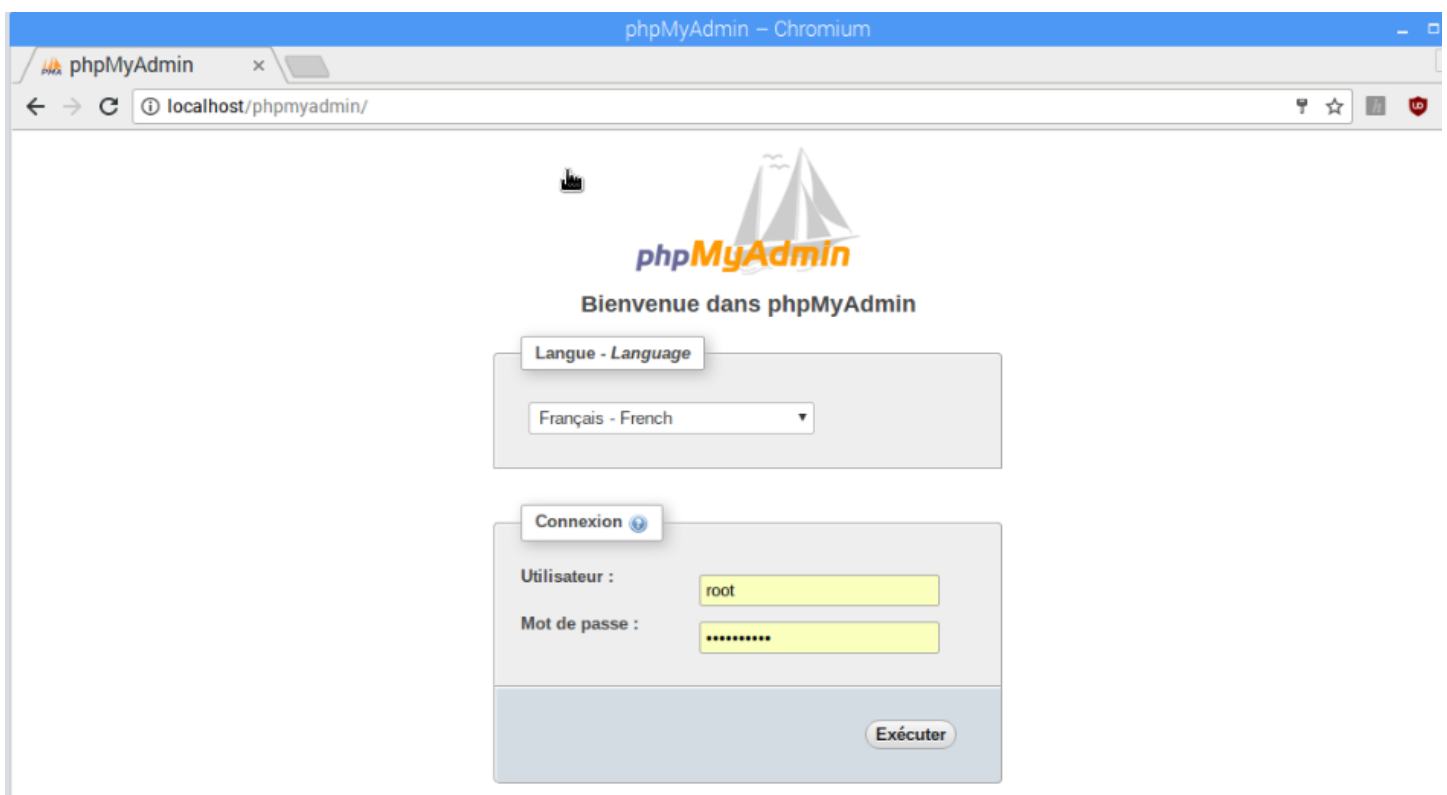 phpMyAdmin – Chromium
PMA phpMyAdmin
localhost/phpmyadmin/
phpMyAdmin
Bienvenue dans phpMyAdmin
Langue - Language
Français - French
Connexion
Utilisateur :
root
Mot de passe :
••••••••••
Exécuter